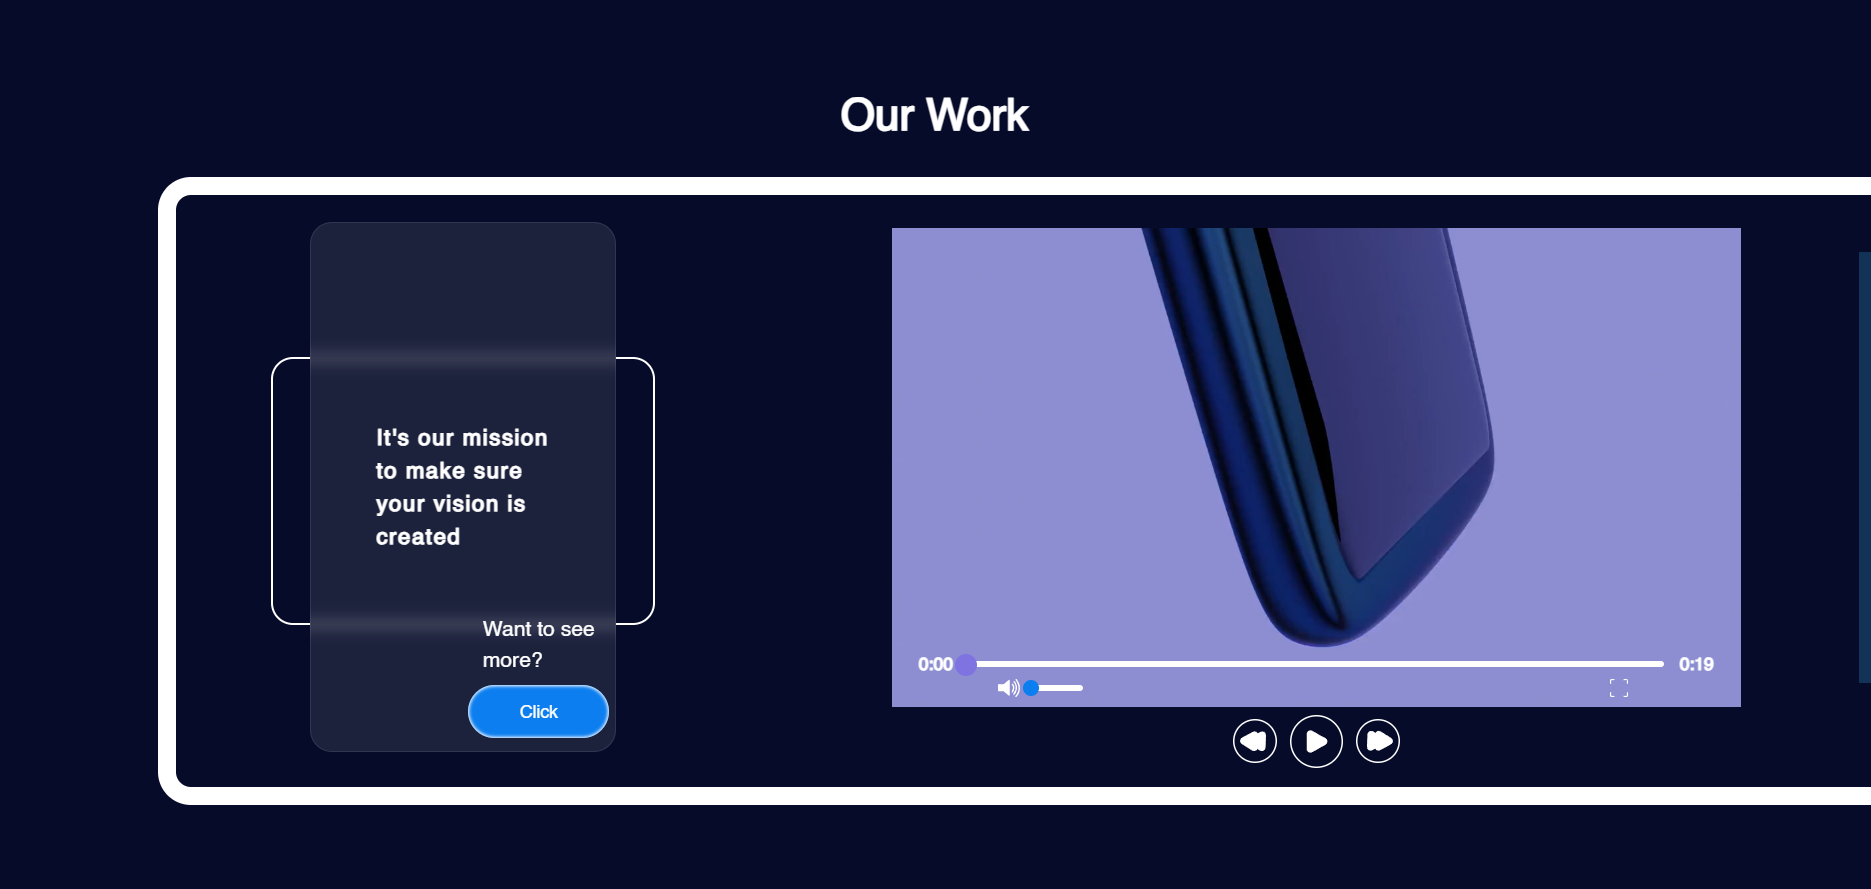 Our Work
It's our mission
to make sure
your vision is
created
Want to see
more?
Click
0:00
0:19